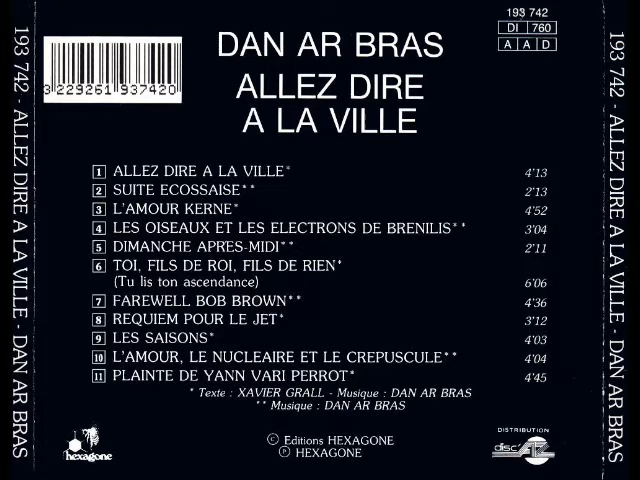 193 742
DI 760
A A D
3 229261 937420
DAN AR BRAS
ALLEZ DIRE
A LA VILLE
1 ALLEZ DIRE A LA VILLE* 4'13
2 SUITE ECOSSAISE** 2'13
3 L'AMOUR KERNE* 4'52
4 LES OISEAUX ET LES ELECTRONS DE BRENILIS** 3'04
5 DIMANCHE APRES-MIDI** 2'11
6 TOI, FILS DE ROI, FILS DE RIEN*
(Tu lis ton ascendance) 6'06
7 FAREWELL BOB BROWN** 4'36
8 REQUIEM POUR LE JET* 3'12
9 LES SAISONS* 4'03
10 L'AMOUR, LE NUCLEAIRE ET LE CREPUSCULE** 4'04
11 PLAINTE DE YANN VARI PERROT* 4'45
* Texte : XAVIER GRALL - Musique : DAN AR BRAS
** Musique : DAN AR BRAS
hexagone
© Editions HEXAGONE
℗ HEXAGONE
DISTRIBUTION
disc'AZ
193 742 - ALLEZ DIRE A LA VILLE - DAN AR BRAS
193 742 - ALLEZ DIRE A LA VILLE - DAN AR BRAS